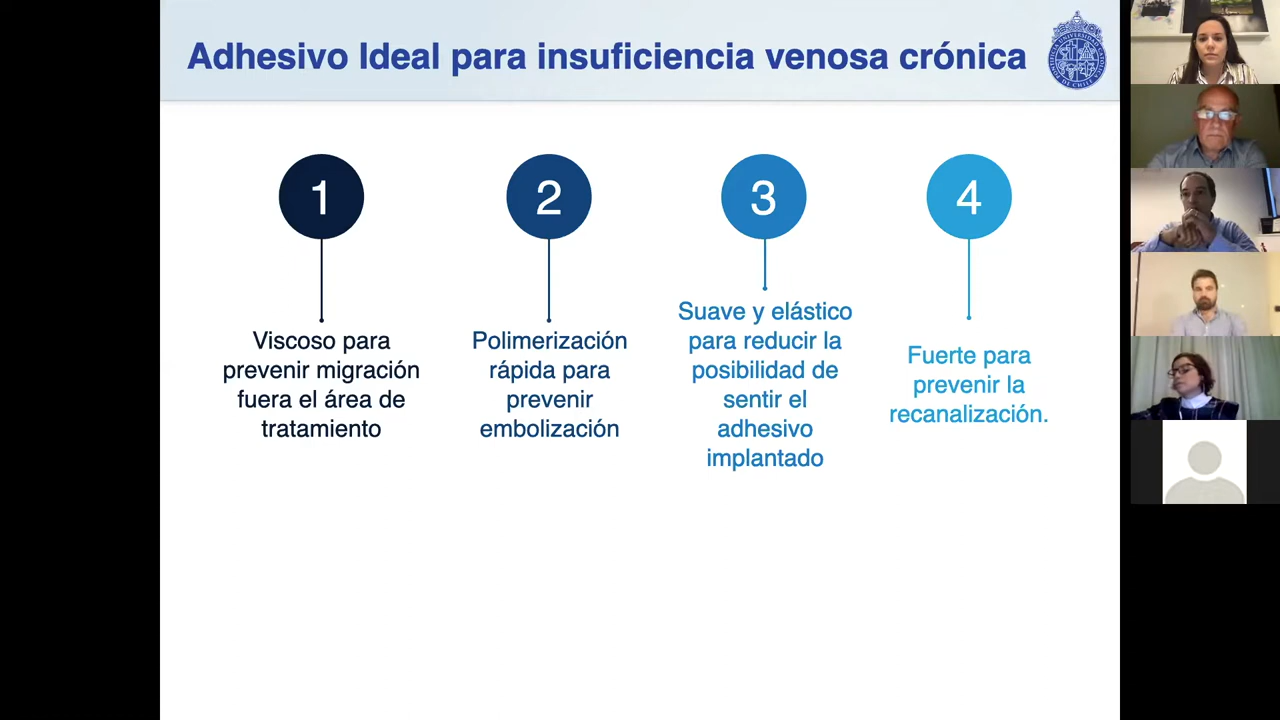 Adhesivo Ideal para insuficiencia venosa crónica
1
Viscoso para
prevenir migración
fuera el área de
tratamiento
2
Polimerización
rápida para
prevenir
embolización
3
Suave y elástico
para reducir la
posibilidad de
sentir el
adhesivo
implantado
4
Fuerte para
prevenir la
recanalización.